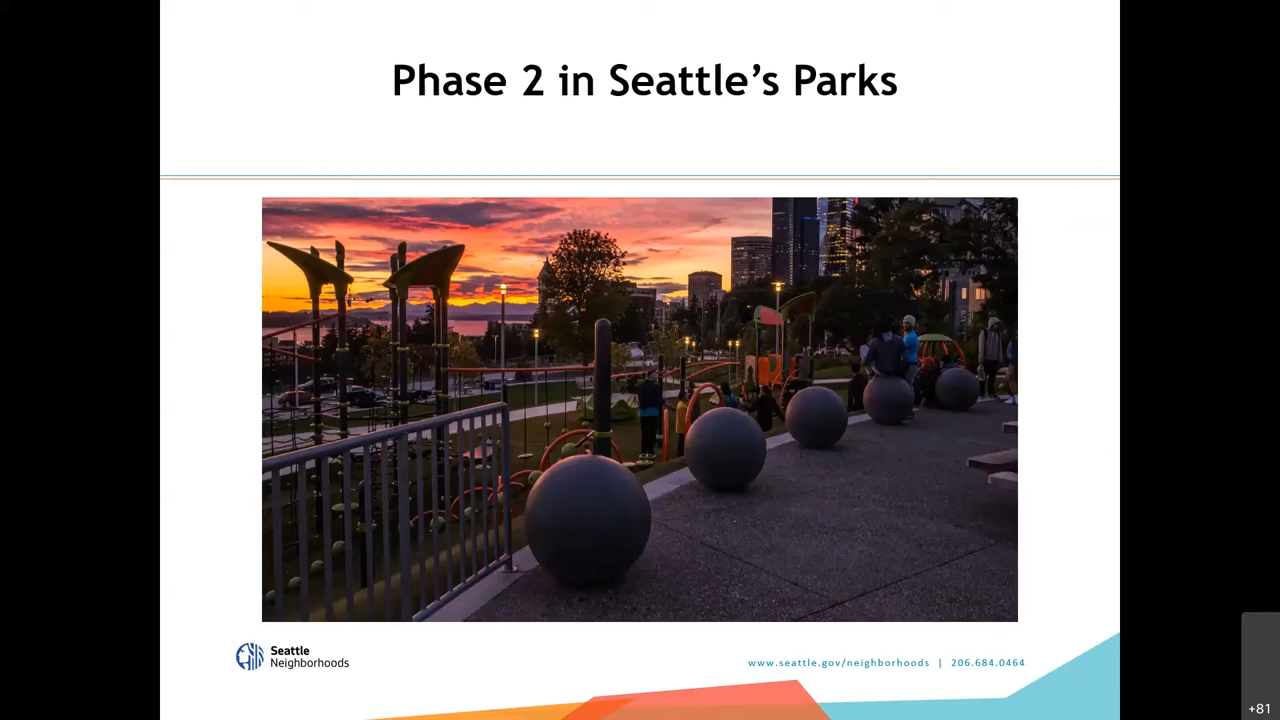 Phase 2 in Seattle’s Parks
Seattle
Neighborhoods
www.seattle.gov/neighborhoods | 206.684.0464
+81